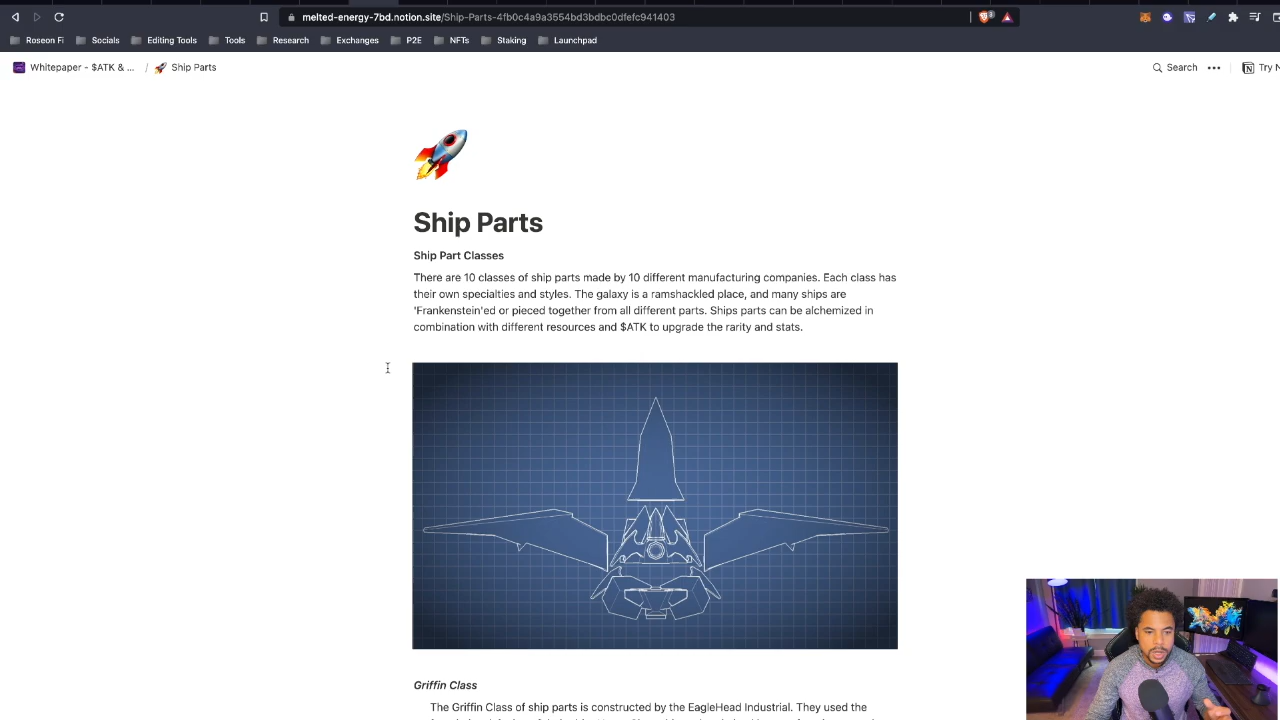 melted-energy-7bd.notion.site/Ship-Parts-4fb0c4a9a3554bd3bdbc0dfefc941403
Roseon Fi Socials Editing Tools Tools Research Exchanges P2E NFTs Staking Launchpad
Whitepaper - $ATK & ... / Ship Parts Search ••• Try
Ship Parts
Ship Part Classes
There are 10 classes of ship parts made by 10 different manufacturing companies. Each class has
their own specialties and styles. The galaxy is a ramshackled place, and many ships are
'Frankenstein'ed or pieced together from all different parts. Ships parts can be alchemized in
combination with different resources and $ATK to upgrade the rarity and stats.
Griffin Class
The Griffin Class of ship parts is constructed by the EagleHead Industrial. They used the